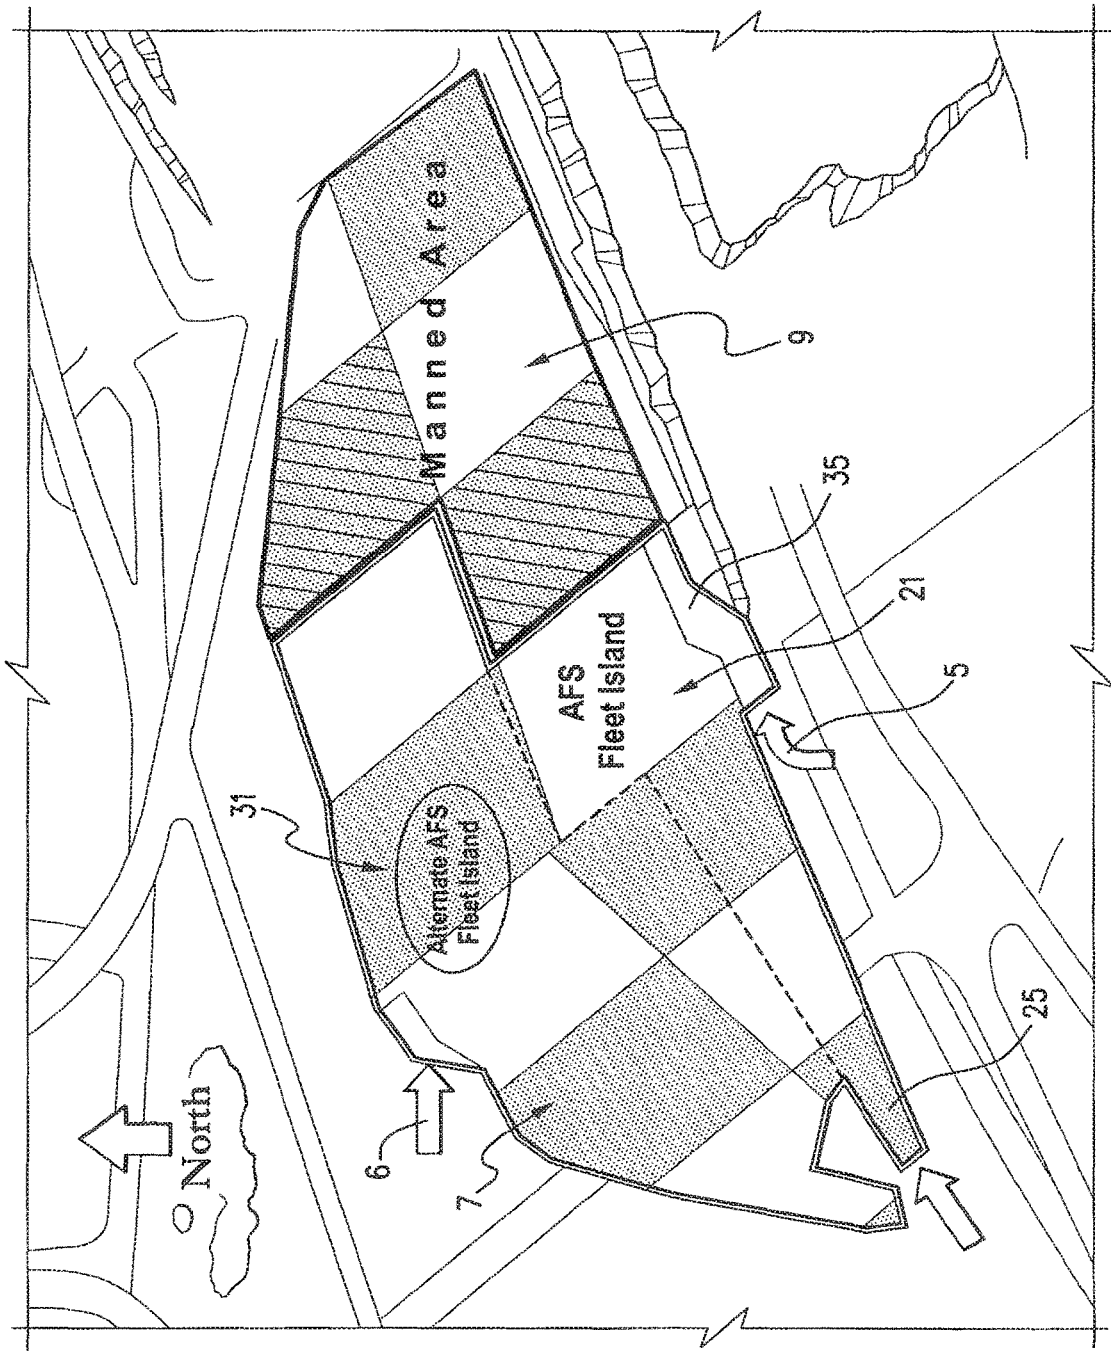 North
6
7
31
Alternate AFS
Fleet Island
AFS
Fleet Island
Manned Area
9
35
21
5
25